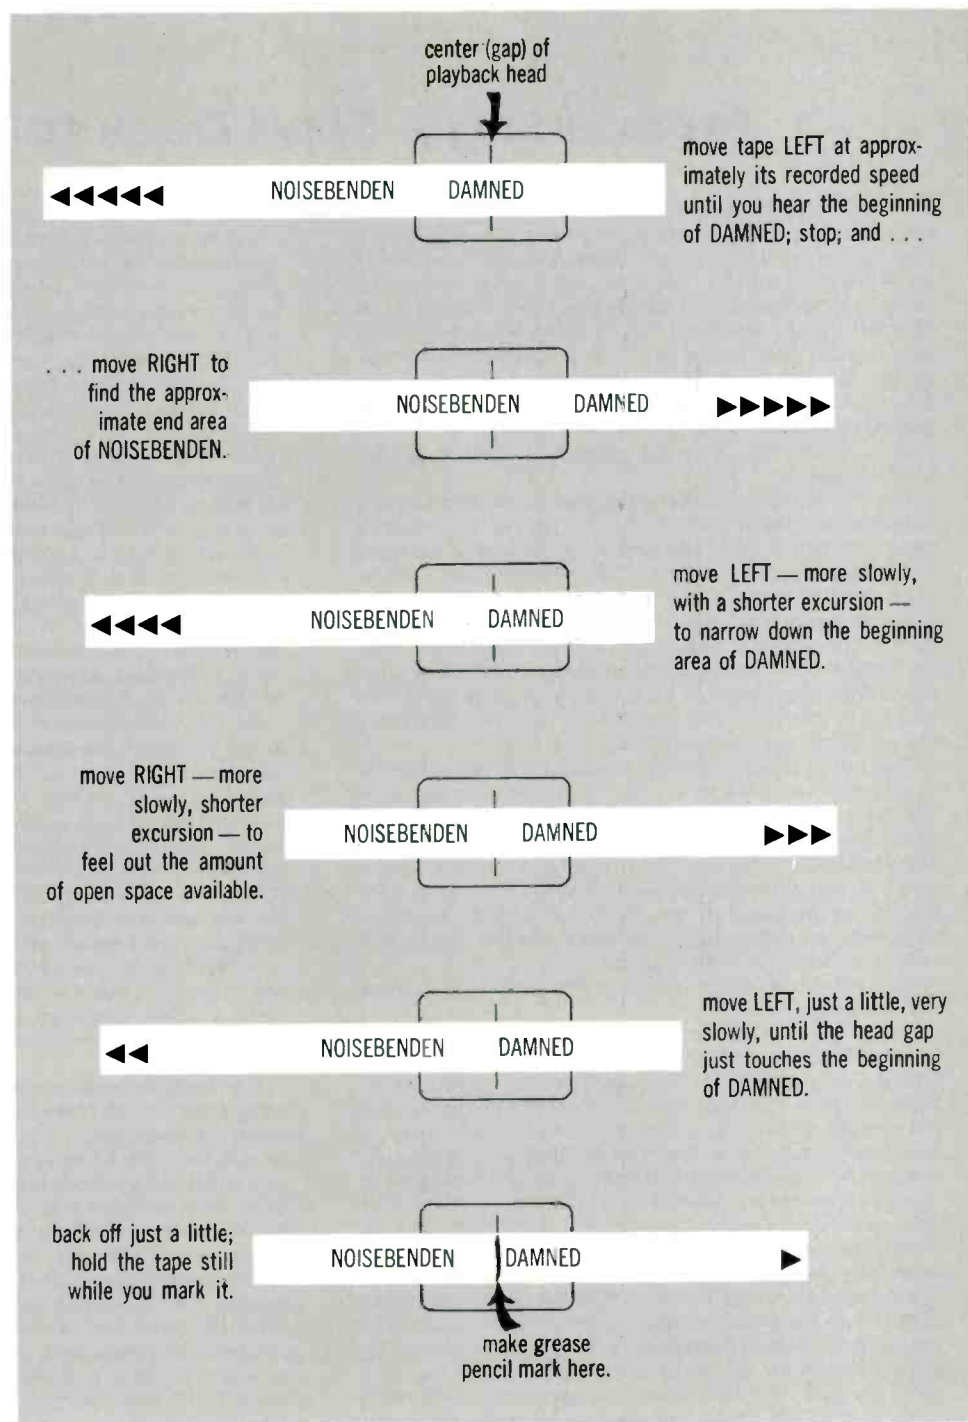 center (gap) of
playback head
NOISEBENDEN DAMNED
move tape LEFT at approx-
imately its recorded speed
until you hear the beginning
of DAMNED; stop; and . . .
. . . move RIGHT to
find the approx-
imate end area
of NOISEBENDEN.
NOISEBENDEN DAMNED
NOISEBENDEN DAMNED
move LEFT — more slowly,
with a shorter excursion —
to narrow down the beginning
area of DAMNED.
move RIGHT — more
slowly, shorter
excursion — to
feel out the amount
of open space available.
NOISEBENDEN DAMNED
NOISEBENDEN DAMNED
move LEFT, just a little, very
slowly, until the head gap
just touches the beginning
of DAMNED.
back off just a little;
hold the tape still
while you mark it.
NOISEBENDEN DAMNED
make grease
pencil mark here.